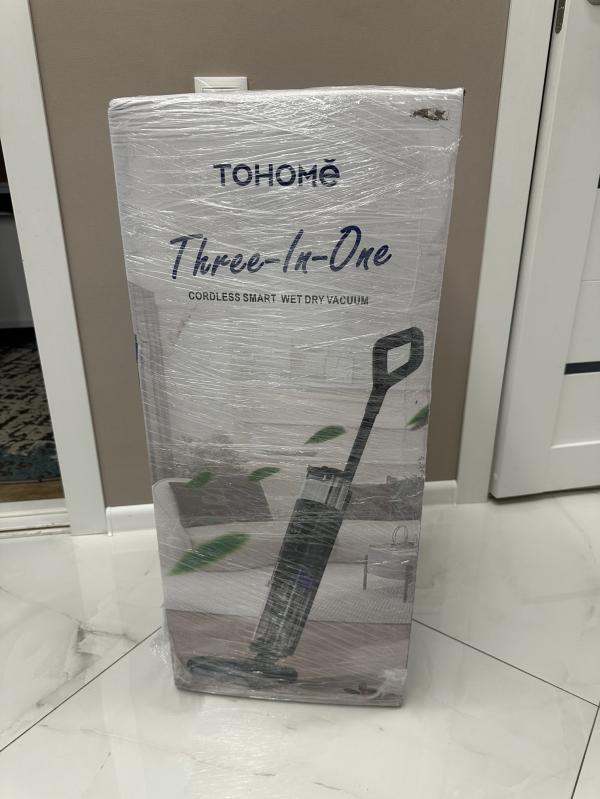 TOHOMĕ
Three-In-One
CORDLESS SMART WET DRY VACUUM